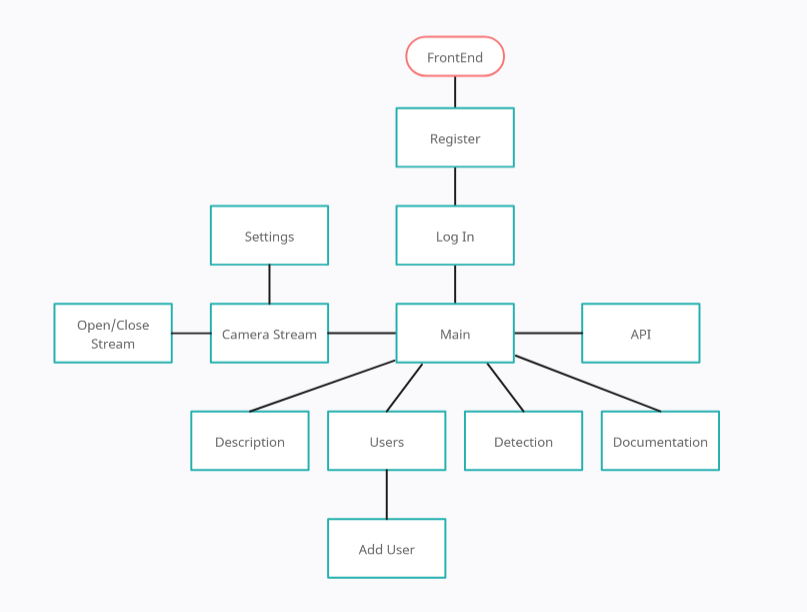 FrontEnd
Register
Settings
Log In
Open/Close
Stream
Camera Stream
Main
API
Description
Users
Detection
Documentation
Add User